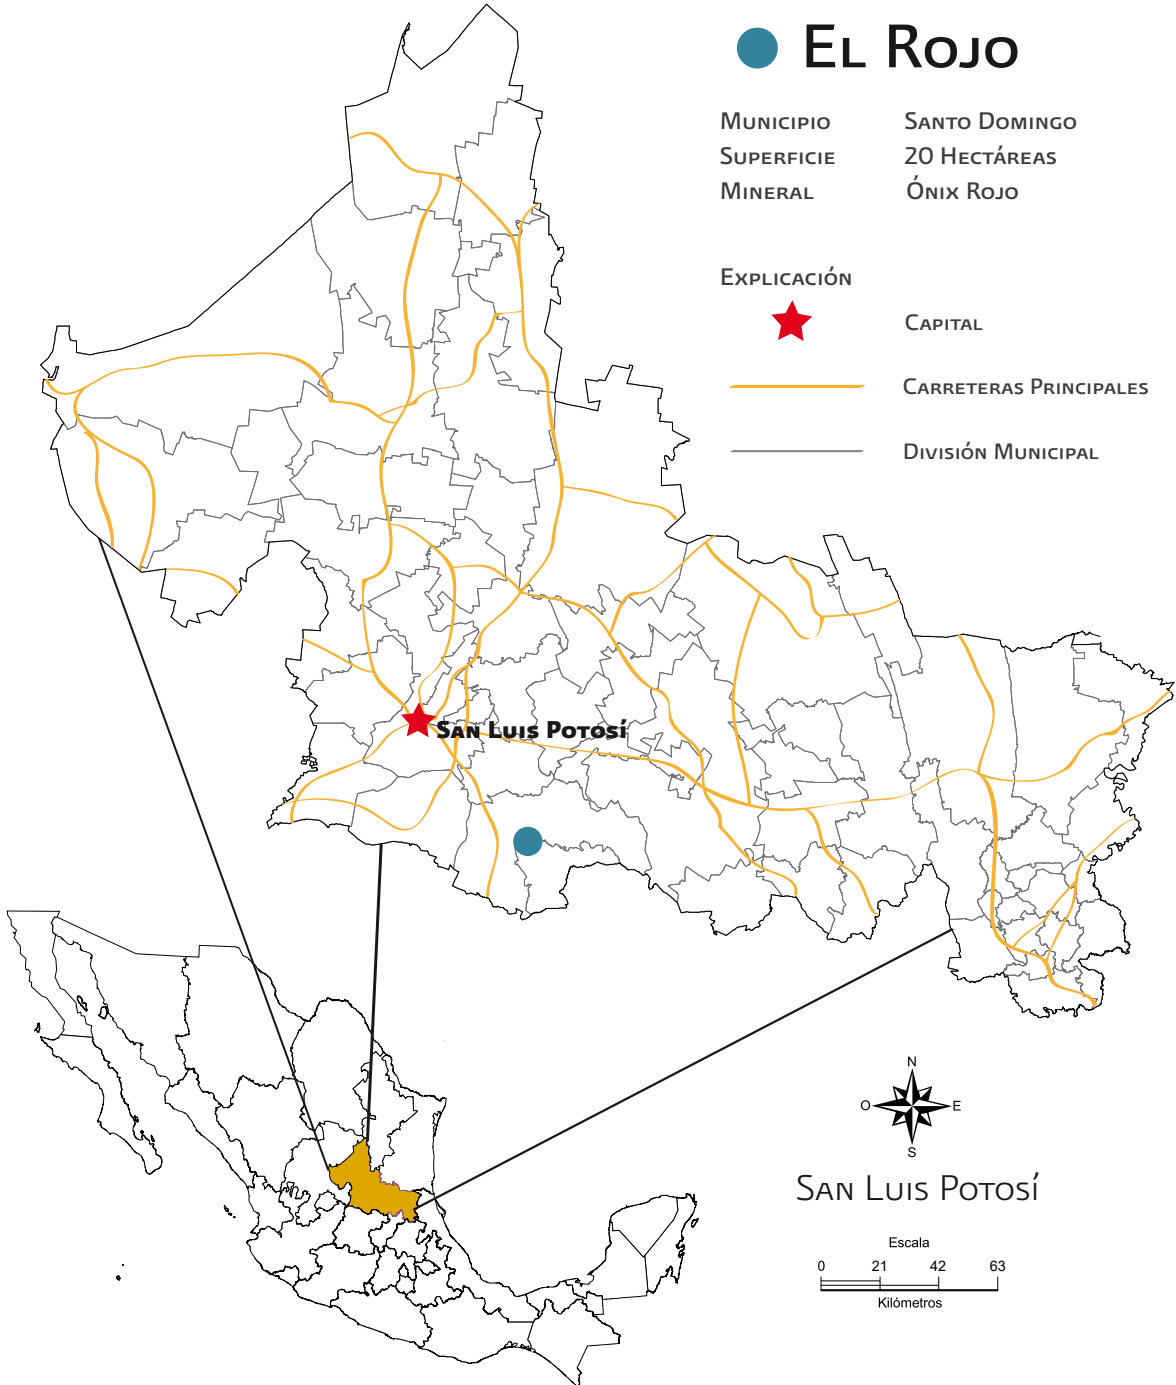 El Rojo
Municipio Santo Domingo
Superficie 20 Hectáreas
Mineral Ónix Rojo
Explicación
Capital
Carreteras Principales
División Municipal
San Luis Potosí
N
O E
S
San Luis Potosí
Escala
0 21 42 63
Kilómetros